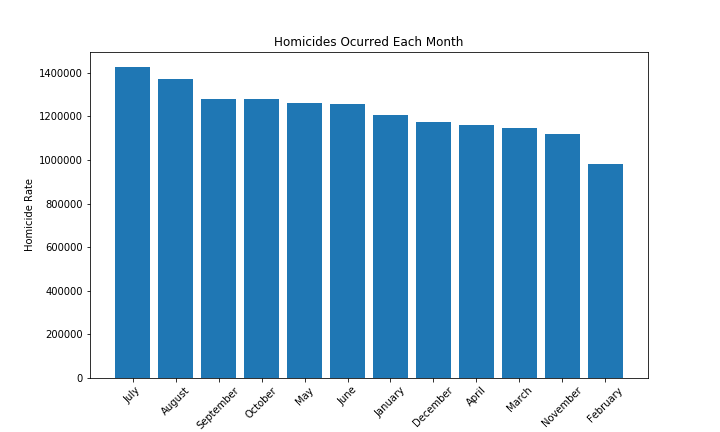 Homicides Ocurred Each Month
Homicide Rate
1400000
1200000
1000000
800000
600000
400000
200000
0
July
August
September
October
May
June
January
December
April
March
November
February